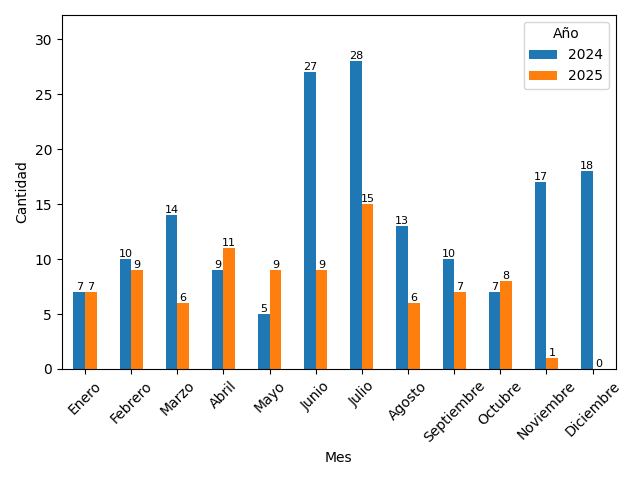 Año
2024
2025
30
25
20
15
10
5
0
Cantidad
7 7
10 9
14 6
9 11
5 9
27 9
28 15
13 6
10 7
7 8
17 1
18 0
Enero
Febrero
Marzo
Abril
Mayo
Junio
Julio
Agosto
Septiembre
Octubre
Noviembre
Diciembre
Mes